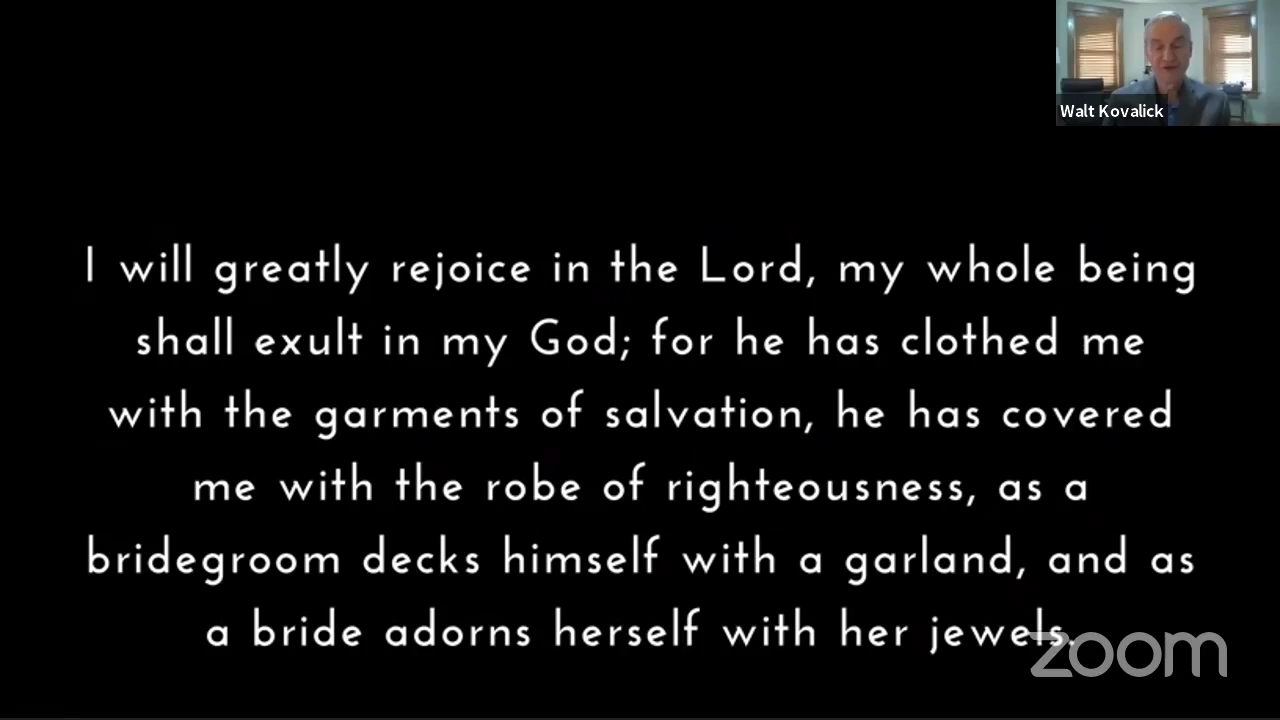 Walt Kovalick
I will greatly rejoice in the Lord, my whole being
shall exult in my God; for he has clothed me
with the garments of salvation, he has covered
me with the robe of righteousness, as a
bridegroom decks himself with a garland, and as
a bride adorns herself with her jewels.
zoom